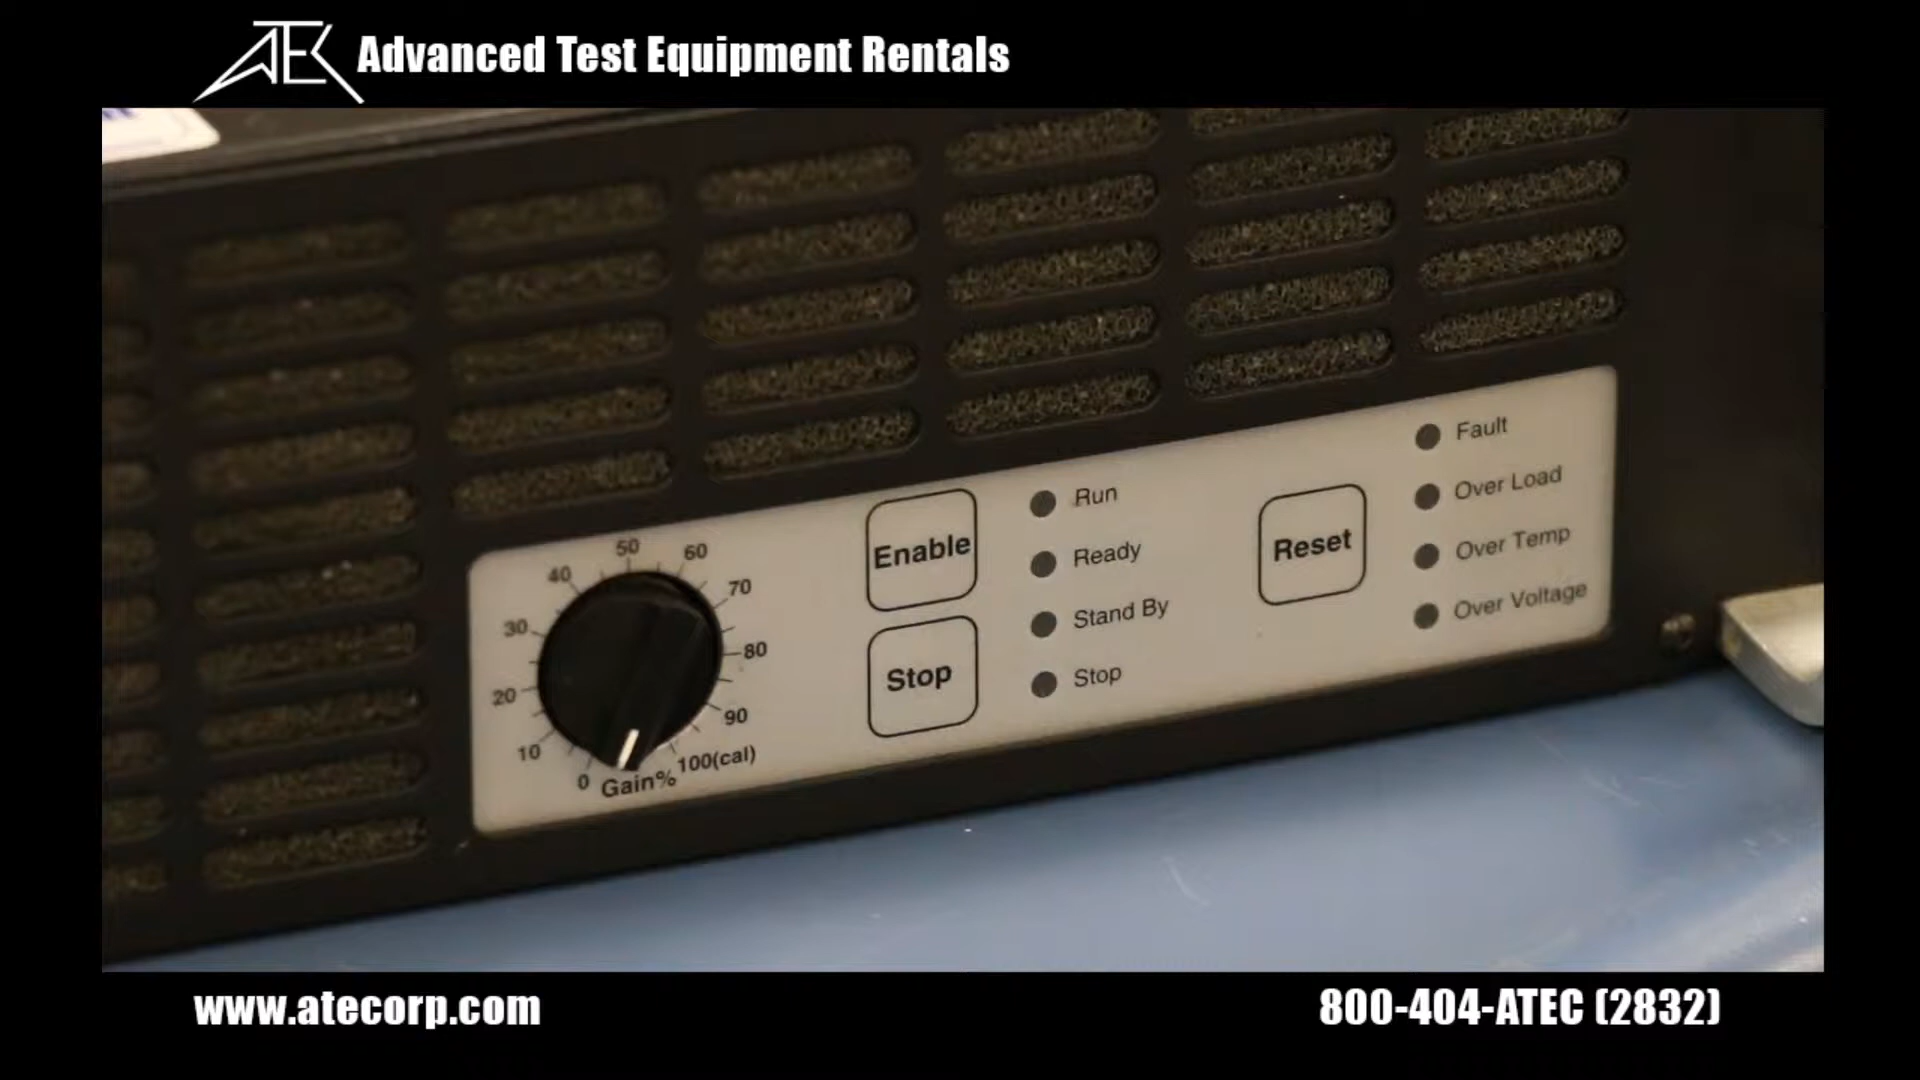 ATEC Advanced Test Equipment Rentals
50
60
40
70
30
80
20
90
10
100(cal)
0
Gain%
Enable
Stop
Run
Ready
Stand By
Stop
Reset
Fault
Over Load
Over Temp
Over Voltage
www.atecorp.com
800-404-ATEC (2832)